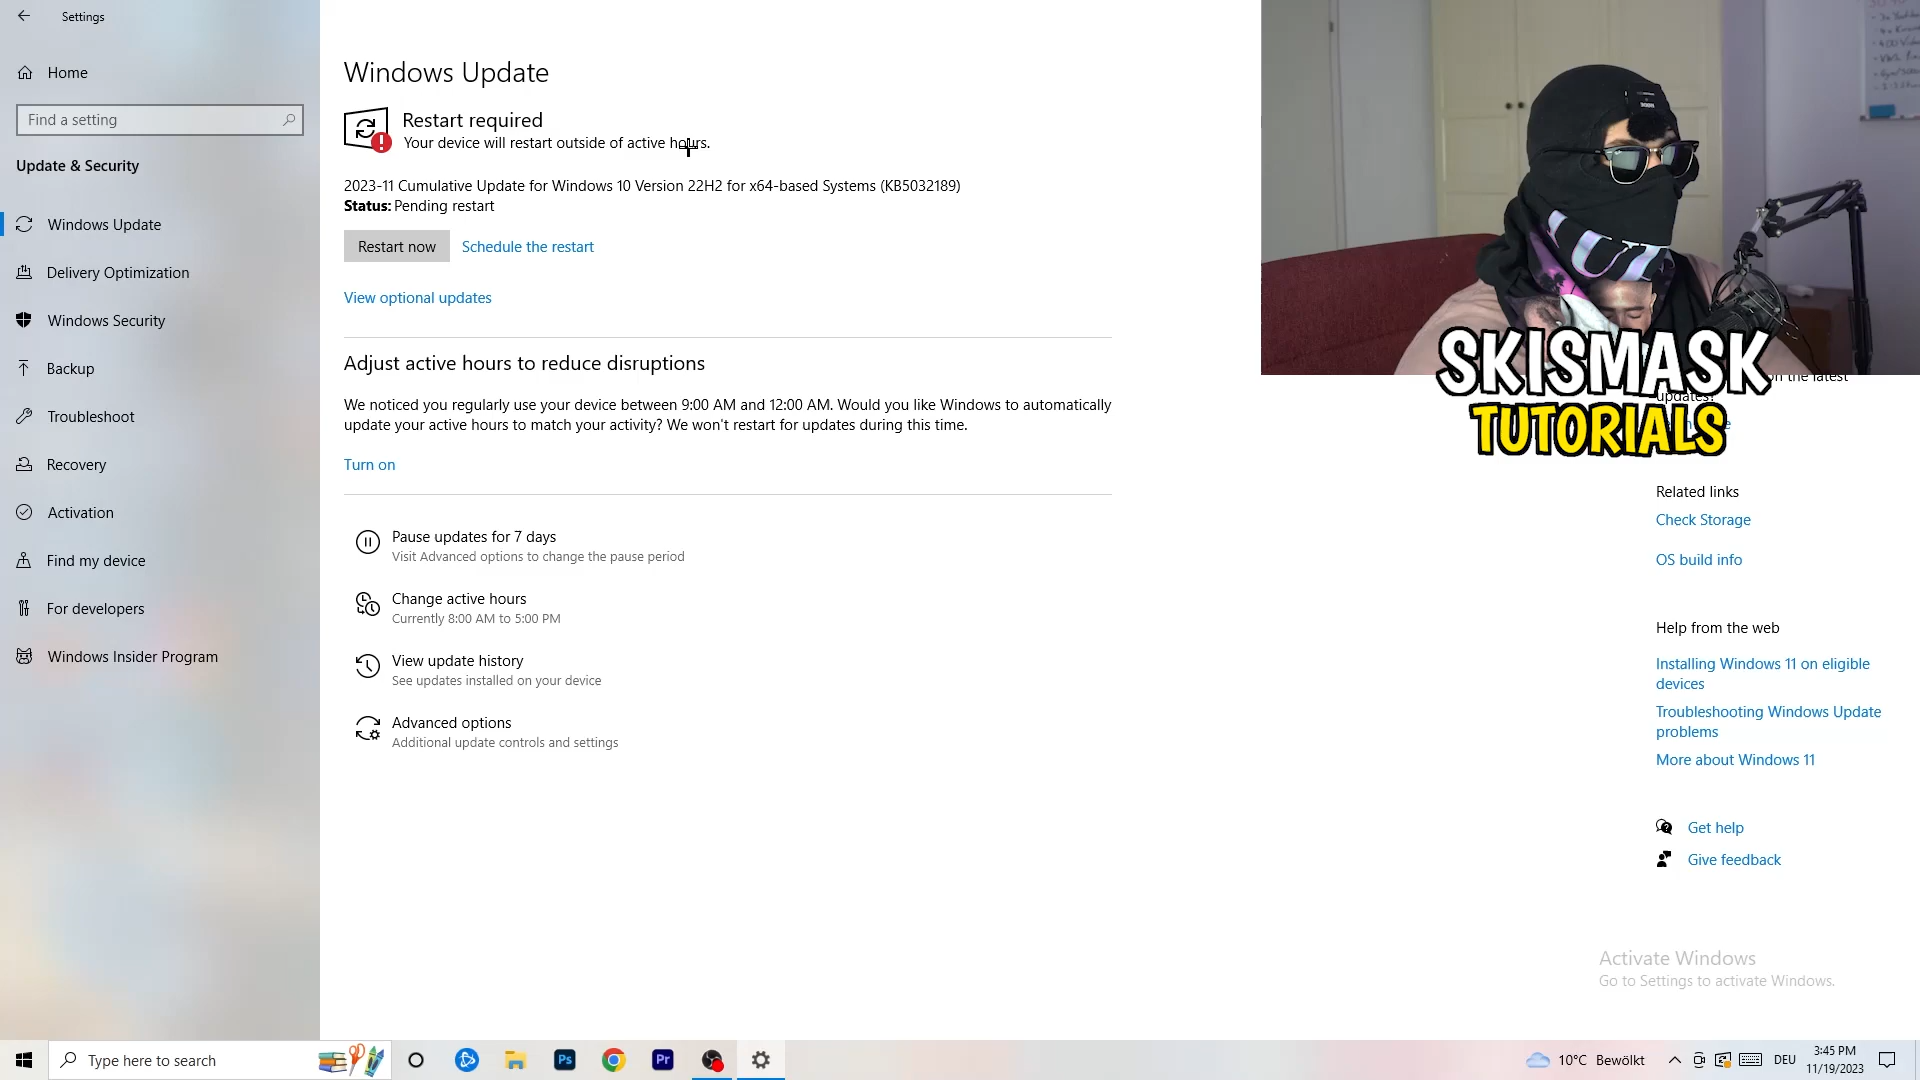 Settings
Home
Find a setting
Update & Security
Windows Update
Delivery Optimization
Windows Security
Backup
Troubleshoot
Recovery
Activation
Find my device
For developers
Windows Insider Program
Windows Update
Restart required
Your device will restart outside of active hours.
2023-11 Cumulative Update for Windows 10 Version 22H2 for x64-based Systems (KB5032189)
Status: Pending restart
Restart now
Schedule the restart
View optional updates
Adjust active hours to reduce disruptions
We noticed you regularly use your device between 9:00 AM and 12:00 AM. Would you like Windows to automatically
update your active hours to match your activity? We won't restart for updates during this time.
Turn on
Pause updates for 7 days
Visit Advanced options to change the pause period
Change active hours
Currently 8:00 AM to 5:00 PM
View update history
See updates installed on your device
Advanced options
Additional update controls and settings
SKISMASK
TUTORIALS
on the latest
updates?
Related links
Check Storage
OS build info
Help from the web
Installing Windows 11 on eligible
devices
Troubleshooting Windows Update
problems
More about Windows 11
Get help
Give feedback
Activate Windows
Go to Settings to activate Windows.
Type here to search
Ps
Pr
10°C Bewölkt
DEU
3:45 PM
11/19/2023